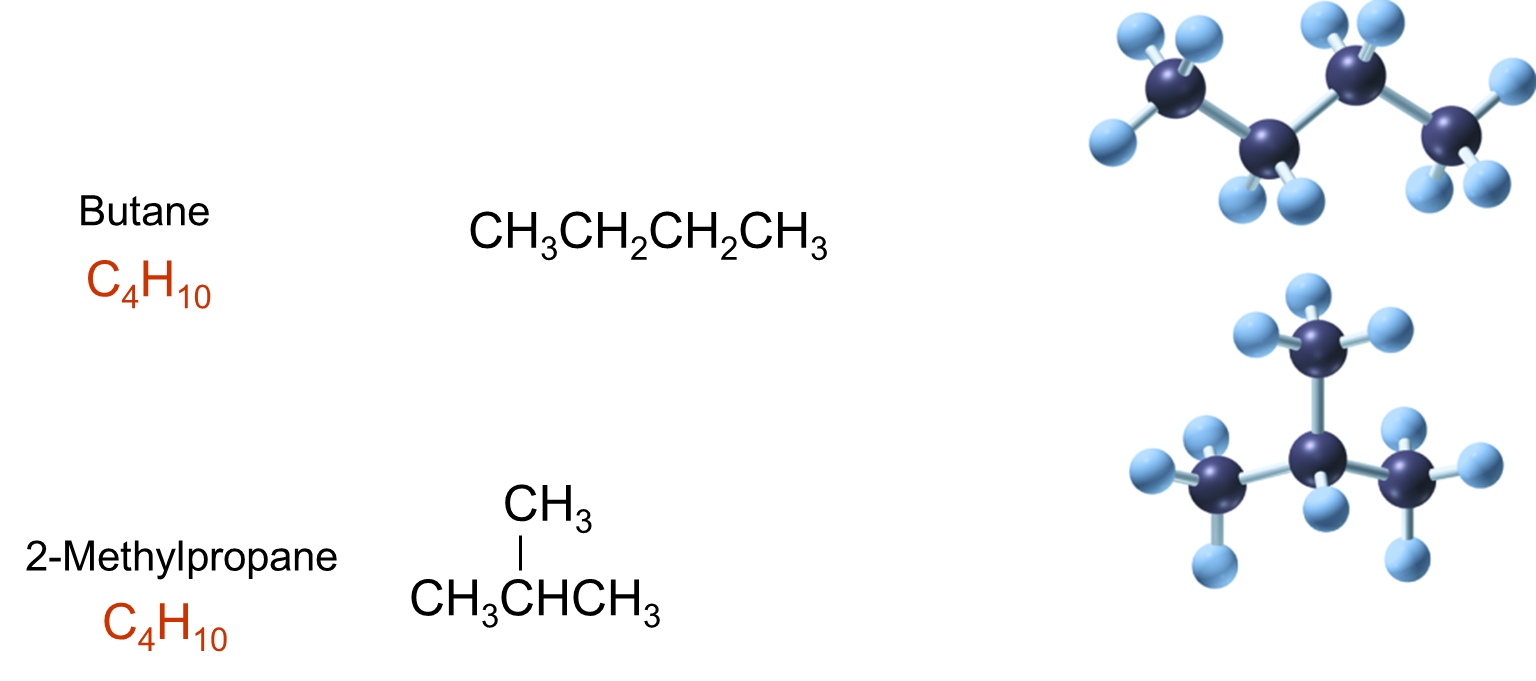 Butane
C₄H₁₀
CH₃CH₂CH₂CH₃
2-Methylpropane
C₄H₁₀
CH₃
|
CH₃CHCH₃